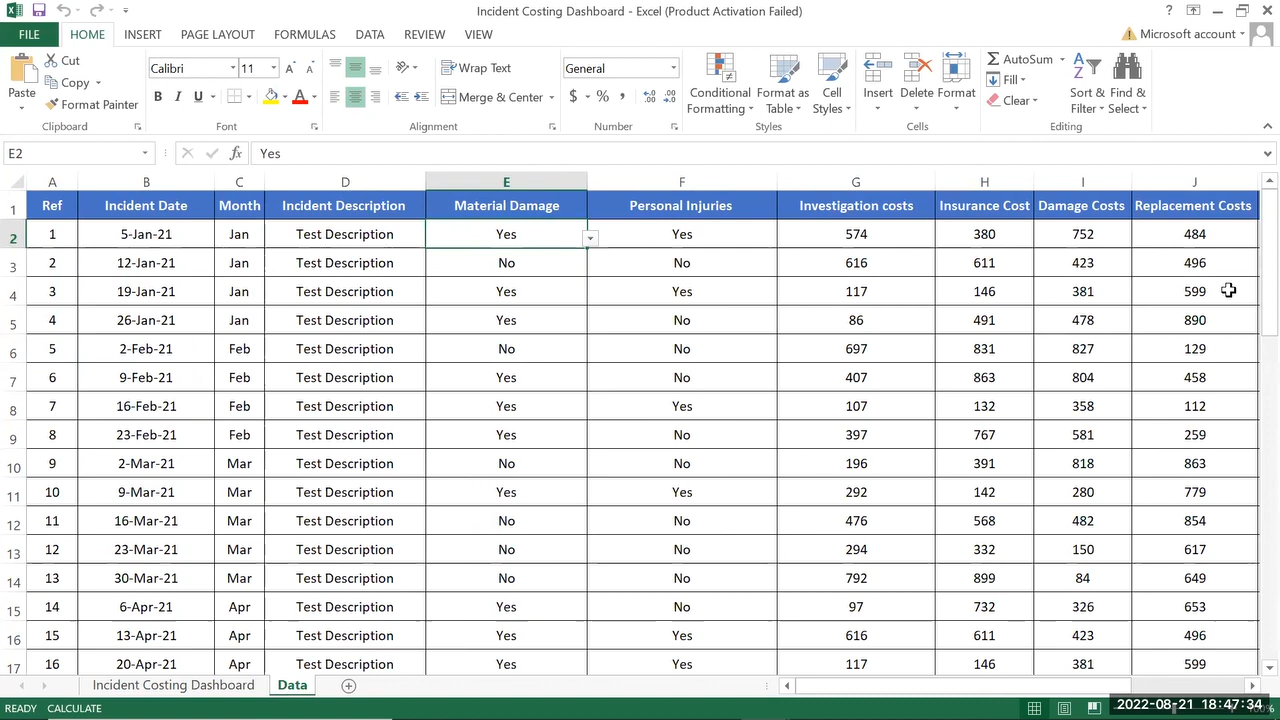 Incident Costing Dashboard - Excel (Product Activation Failed)
FILE HOME INSERT PAGE LAYOUT FORMULAS DATA REVIEW VIEW Microsoft account
Paste Cut Copy Format Painter Calibri 11 Wrap Text Merge & Center General Conditional Formatting Format as Table Cell Styles Insert Delete Format AutoSum Fill Clear Sort & Filter Find & Select
Clipboard Font Alignment Number Styles Cells Editing
E2 fx Yes
A B C D E F G H I J
1 Ref Incident Date Month Incident Description Material Damage Personal Injuries Investigation costs Insurance Cost Damage Costs Replacement Costs
2 1 5-Jan-21 Jan Test Description Yes Yes 574 380 752 484
3 2 12-Jan-21 Jan Test Description No No 616 611 423 496
4 3 19-Jan-21 Jan Test Description Yes Yes 117 146 381 599
5 4 26-Jan-21 Jan Test Description Yes No 86 491 478 890
6 5 2-Feb-21 Feb Test Description No No 697 831 827 129
7 6 9-Feb-21 Feb Test Description Yes No 407 863 804 458
8 7 16-Feb-21 Feb Test Description Yes Yes 107 132 358 112
9 8 23-Feb-21 Feb Test Description Yes No 397 767 581 259
10 9 2-Mar-21 Mar Test Description No No 196 391 818 863
11 10 9-Mar-21 Mar Test Description Yes Yes 292 142 280 779
12 11 16-Mar-21 Mar Test Description No No 476 568 482 854
13 12 23-Mar-21 Mar Test Description No No 294 332 150 617
14 13 30-Mar-21 Mar Test Description No No 792 899 84 649
15 14 6-Apr-21 Apr Test Description Yes No 97 732 326 653
16 15 13-Apr-21 Apr Test Description Yes Yes 616 611 423 496
17 16 20-Apr-21 Apr Test Description Yes Yes 117 146 381 599
Incident Costing Dashboard Data
READY CALCULATE 2022-08-21 18:47:34